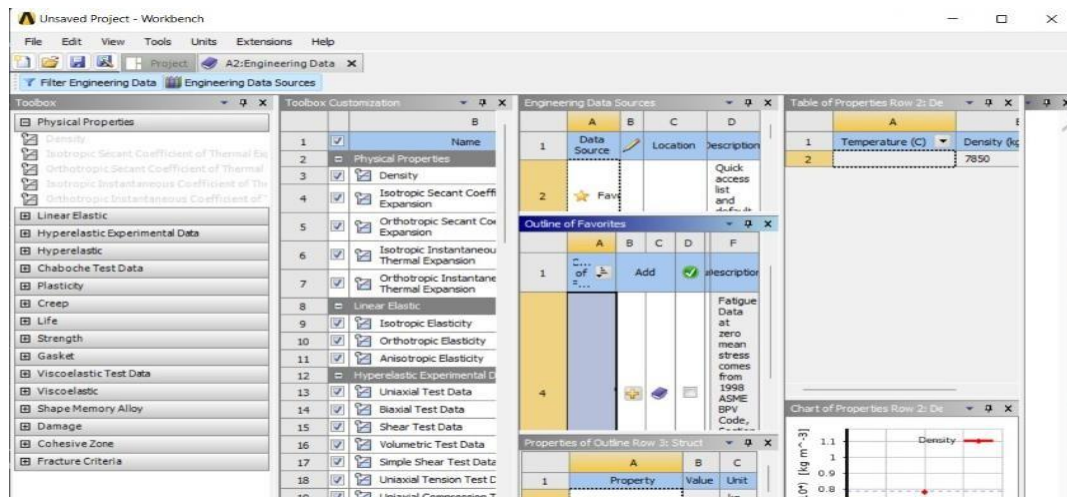 Unsaved Project - Workbench
File Edit View Tools Units Extensions Help
Project A2:Engineering Data
Filter Engineering Data Engineering Data Sources
Toolbox
Physical Properties
Density
Isotropic Secant Coefficient of Thermal Ex
Orthotropic Secant Coefficient of Thermal
Isotropic Instantaneous Coefficient of The
Orthotropic Instantaneous Coefficient of
Linear Elastic
Hyperelastic Experimental Data
Hyperelastic
Chaboche Test Data
Plasticity
Creep
Life
Strength
Gasket
Viscoelastic Test Data
Viscoelastic
Shape Memory Alloy
Damage
Cohesive Zone
Fracture Criteria
Toolbox Customization
B
1 Name
2 Physical Properties
3 Density
4 Isotropic Secant Coeffi
Expansion
5 Orthotropic Secant Coe
Expansion
6 Isotropic Instantaneou
Thermal Expansion
7 Orthotropic Instantane
Thermal Expansion
8 Linear Elastic
9 Isotropic Elasticity
10 Orthotropic Elasticity
11 Anisotropic Elasticity
12 Hyperelastic Experimental D
13 Uniaxial Test Data
14 Biaxial Test Data
15 Shear Test Data
16 Volumetric Test Data
17 Simple Shear Test Data
18 Uniaxial Tension Test D
Engineering Data Sources
A B C D
1 Data
Source Location Description
2 Fav Quick
access
list
and
default
Outline of Favorites
A B C D F
1 of Add Description
4 Fatigue
Data
at
zero
mean
stress
comes
from
1998
ASME
BPV
Code,
Properties of Outline Row 3: Struct
A B C
1 Property Value Unit
Table of Properties Row 2: De
A
1 Temperature (C) Density (kg
2 7850
Chart of Properties Row 2: De
Density
[kg m^-3]
1.1
1
0.9
0.8